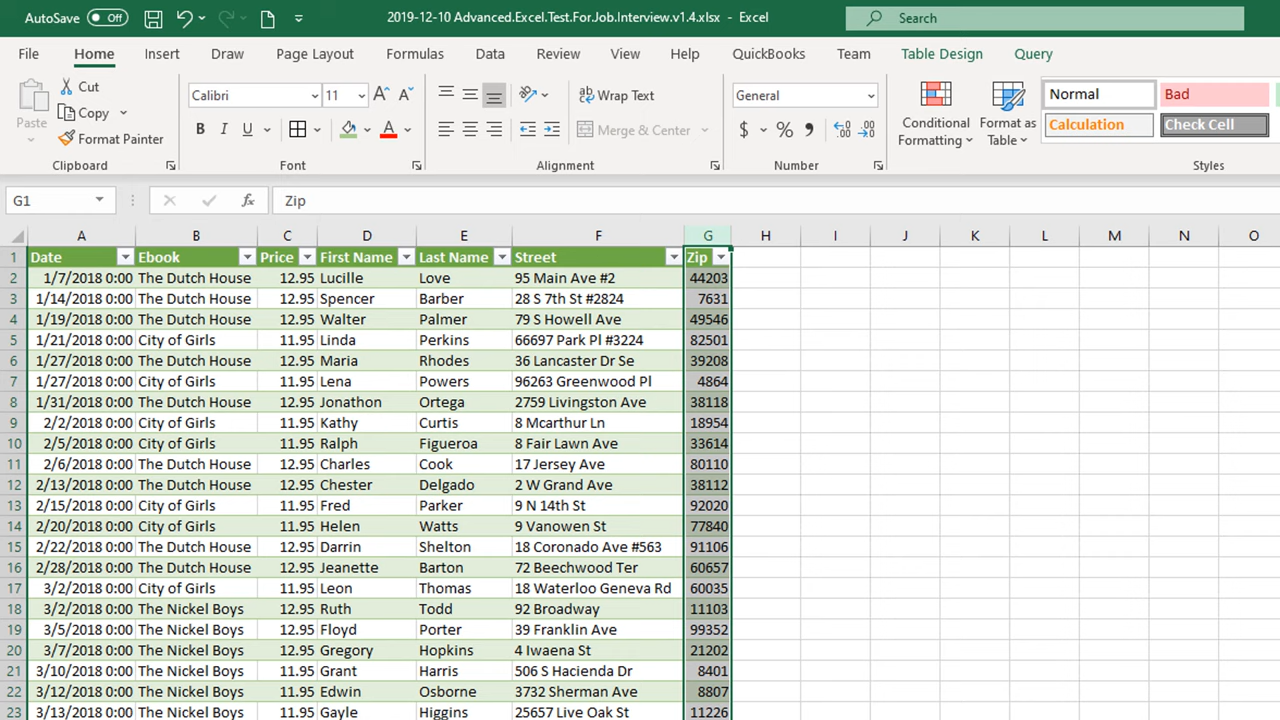 AutoSave Off 2019-12-10 Advanced.Excel.Test.For.Job.Interview.v1.4.xlsx - Excel Search
File Home Insert Draw Page Layout Formulas Data Review View Help QuickBooks Team Table Design Query
Paste Cut Copy Format Painter
Calibri 11 A A B I U A
ab Wrap Text Merge & Center
General $ % 9
Conditional Formatting Format as Table
Normal Bad
Calculation Check Cell
Clipboard Font Alignment Number Styles
G1 fx Zip
A B C D E F G H I J K L M N O
1 Date Ebook Price First Name Last Name Street Zip
2 1/7/2018 0:00 The Dutch House 12.95 Lucille Love 95 Main Ave #2 44203
3 1/14/2018 0:00 The Dutch House 12.95 Spencer Barber 28 S 7th St #2824 7631
4 1/19/2018 0:00 The Dutch House 12.95 Walter Palmer 79 S Howell Ave 49546
5 1/21/2018 0:00 City of Girls 11.95 Linda Perkins 66697 Park Pl #3224 82501
6 1/27/2018 0:00 The Dutch House 12.95 Maria Rhodes 36 Lancaster Dr Se 39208
7 1/27/2018 0:00 City of Girls 11.95 Lena Powers 96263 Greenwood Pl 4864
8 1/31/2018 0:00 The Dutch House 12.95 Jonathon Ortega 2759 Livingston Ave 38118
9 2/2/2018 0:00 City of Girls 11.95 Kathy Curtis 8 Mcarthur Ln 18954
10 2/5/2018 0:00 City of Girls 11.95 Ralph Figueroa 8 Fair Lawn Ave 33614
11 2/6/2018 0:00 The Dutch House 12.95 Charles Cook 17 Jersey Ave 80110
12 2/13/2018 0:00 The Dutch House 12.95 Chester Delgado 2 W Grand Ave 38112
13 2/15/2018 0:00 City of Girls 11.95 Fred Parker 9 N 14th St 92020
14 2/20/2018 0:00 City of Girls 11.95 Helen Watts 9 Vanowen St 77840
15 2/22/2018 0:00 The Dutch House 12.95 Darrin Shelton 18 Coronado Ave #563 91106
16 2/28/2018 0:00 The Dutch House 12.95 Jeanette Barton 72 Beechwood Ter 60657
17 3/2/2018 0:00 City of Girls 11.95 Leon Thomas 18 Waterloo Geneva Rd 60035
18 3/2/2018 0:00 The Nickel Boys 12.95 Ruth Todd 92 Broadway 11103
19 3/5/2018 0:00 The Nickel Boys 12.95 Floyd Porter 39 Franklin Ave 99352
20 3/7/2018 0:00 The Nickel Boys 12.95 Gregory Hopkins 4 Iwaena St 21202
21 3/10/2018 0:00 The Nickel Boys 11.95 Grant Harris 506 S Hacienda Dr 8401
22 3/12/2018 0:00 The Nickel Boys 11.95 Edwin Osborne 3732 Sherman Ave 8807
23 3/13/2018 0:00 The Nickel Boys 11.95 Gayle Higgins 25657 Live Oak St 11226